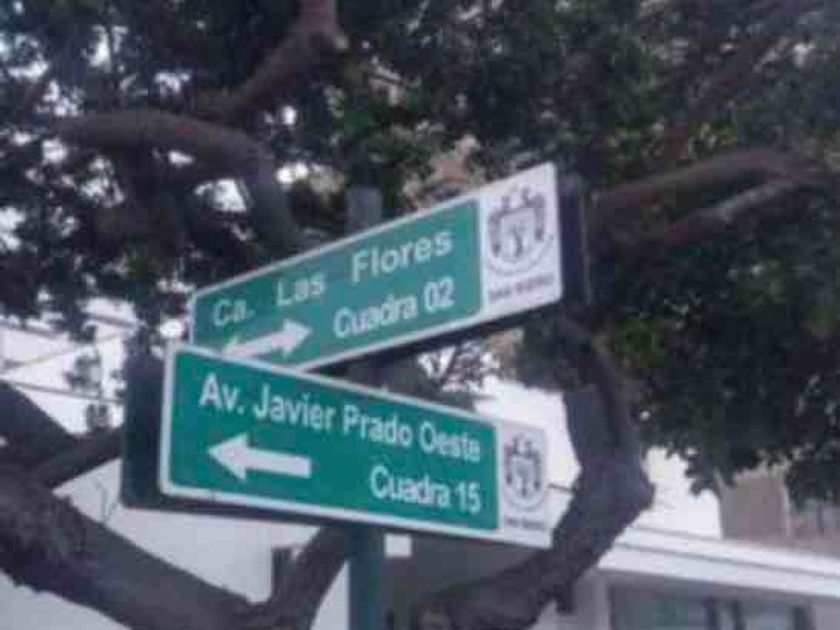 Ca. Las Flores
Cuadra 02
Av. Javier Prado Oeste
Cuadra 15